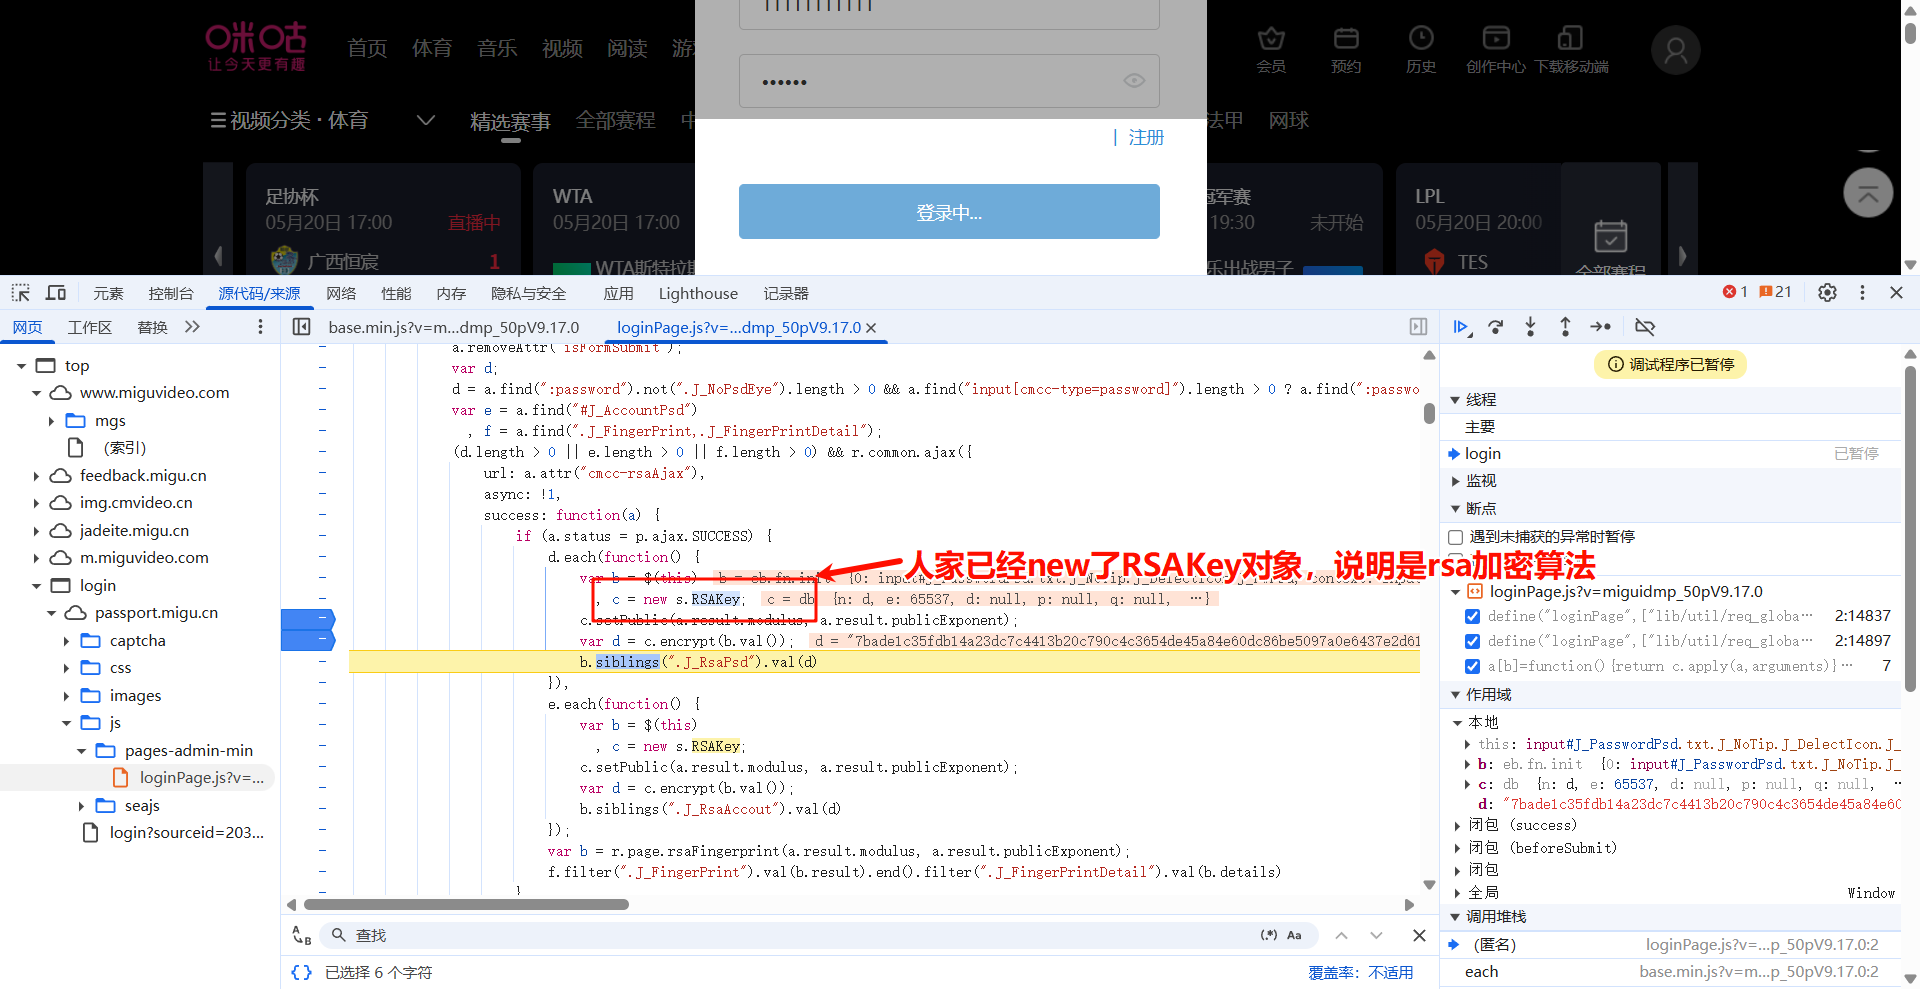 11111111111
咪咕
让今天更有趣
首页 体育 音乐 视频 阅读 游
会员 预约 历史 创作中心 下载移动端
••••••
视频分类 · 体育 精选赛事 全部赛程 中
法甲 网球
| 注册
足协杯
05月20日 17:00 直播中
广西恒宸 1
WTA
05月20日 17:00
WTA斯特拉斯
登录中...
冠军赛
19:30 未开始
乐出战男子
LPL
05月20日 20:00
TES
全部赛程
元素 控制台 源代码/来源 网络 性能 内存 隐私与安全 应用 Lighthouse 记录器
1 21
网页 工作区 替换
base.min.js?v=m...dmp_50pV9.17.0 loginPage.js?v=...dmp_50pV9.17.0
top
www.miguvideo.com
mgs
(索引)
feedback.migu.cn
img.cmvideo.cn
jadeite.migu.cn
m.miguvideo.com
login
passport.migu.cn
captcha
css
images
js
pages-admin-min
loginPage.js?v=...
seajs
login?sourceid=203...
a.removeAttr("isFormSubmit");
var d;
d = a.find(":password").not(".J_NoPsdEye").length > 0 && a.find("input[cmcc-type=password]").length > 0 ? a.find(":passwo
var e = a.find("#J_AccountPsd")
, f = a.find(".J_FingerPrint,.J_FingerPrintDetail");
(d.length > 0 || e.length > 0 || f.length > 0) && r.common.ajax({
url: a.attr("cmcc-rsaAjax"),
async: !1,
success: function(a) {
if (a.status = p.ajax.SUCCESS) {
d.each(function() {
人家已经new了RSAKey对象，说明是rsa加密算法
var b = $(this) b = eb.fn.init {0: input#J_PasswordPsd.txt.J_NoTip.J_DelectIcon.J_Password, context: input
, c = new s.RSAKey; c = db {n: d, e: 65537, d: null, p: null, q: null, …}
c.setPublic(a.result.modulus, a.result.publicExponent);
var d = c.encrypt(b.val()); d = "7bade1c35fdb14a23dc7c4413b20c790c4c3654de45a84e60dc86be5097a0e6437e2d61
b.siblings(".J_RsaPsd").val(d)
}),
e.each(function() {
var b = $(this)
, c = new s.RSAKey;
c.setPublic(a.result.modulus, a.result.publicExponent);
var d = c.encrypt(b.val());
b.siblings(".J_RsaAccout").val(d)
});
var b = r.page.rsaFingerprint(a.result.modulus, a.result.publicExponent);
f.filter(".J_FingerPrint").val(b.result).end().filter(".J_FingerPrintDetail").val(b.details)
}
查找
(.*) Aa
{} 已选择 6 个字符
覆盖率：不适用
调试程序已暂停
线程
主要
login 已暂停
监视
断点
遇到未捕获的异常时暂停
loginPage.js?v=miguidmp_50pV9.17.0
define("loginPage",["lib/util/req_globa… 2:14837
define("loginPage",["lib/util/req_globa… 2:14897
a[b]=function(){return c.apply(a,arguments)}… 7
作用域
本地
this: input#J_PasswordPsd.txt.J_NoTip.J_DelectIcon.J_
b: eb.fn.init {0: input#J_PasswordPsd.txt.J_NoTip.J_
c: db {n: d, e: 65537, d: null, p: null, q: null, …
d: "7bade1c35fdb14a23dc7c4413b20c790c4c3654de45a84e60
闭包 (success)
闭包 (beforeSubmit)
闭包
全局 Window
调用堆栈
(匿名) loginPage.js?v=...p_50pV9.17.0:2
each base.min.js?v=m...p_50pV9.17.0:2